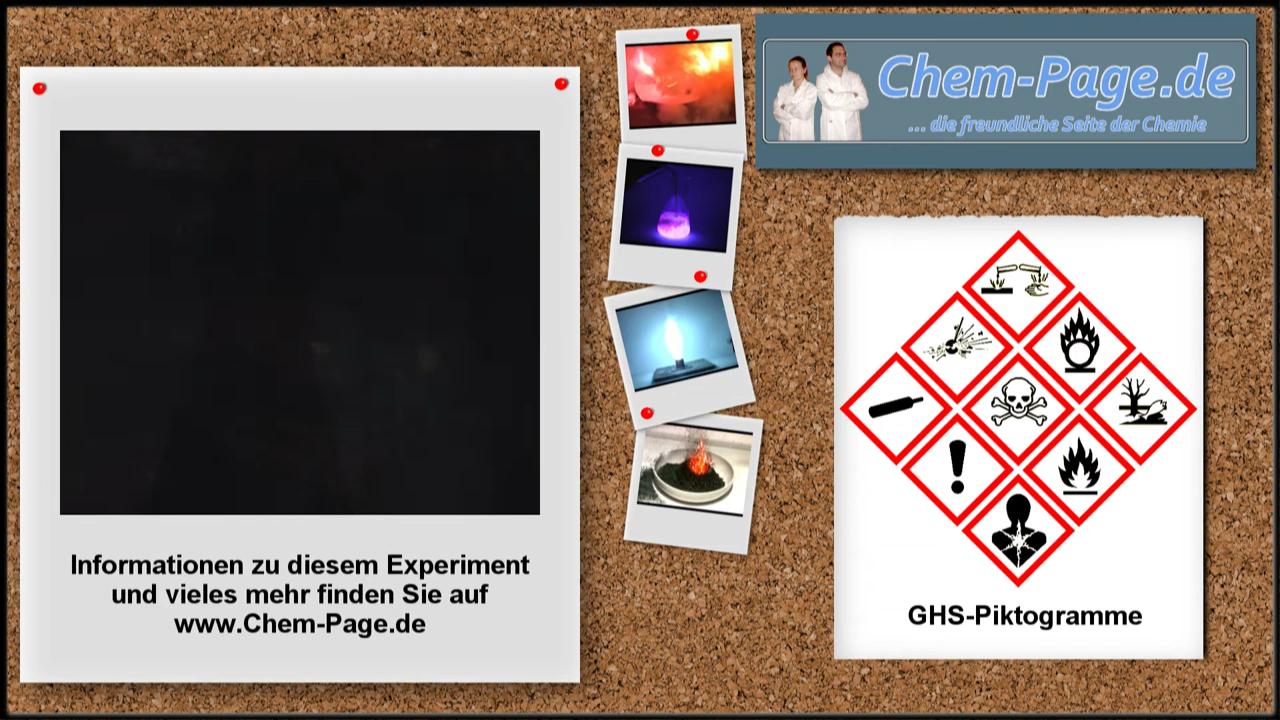 Informationen zu diesem Experiment
und vieles mehr finden Sie auf
www.Chem-Page.de
Chem-Page.de
... die freundliche Seite der Chemie
GHS-Piktogramme